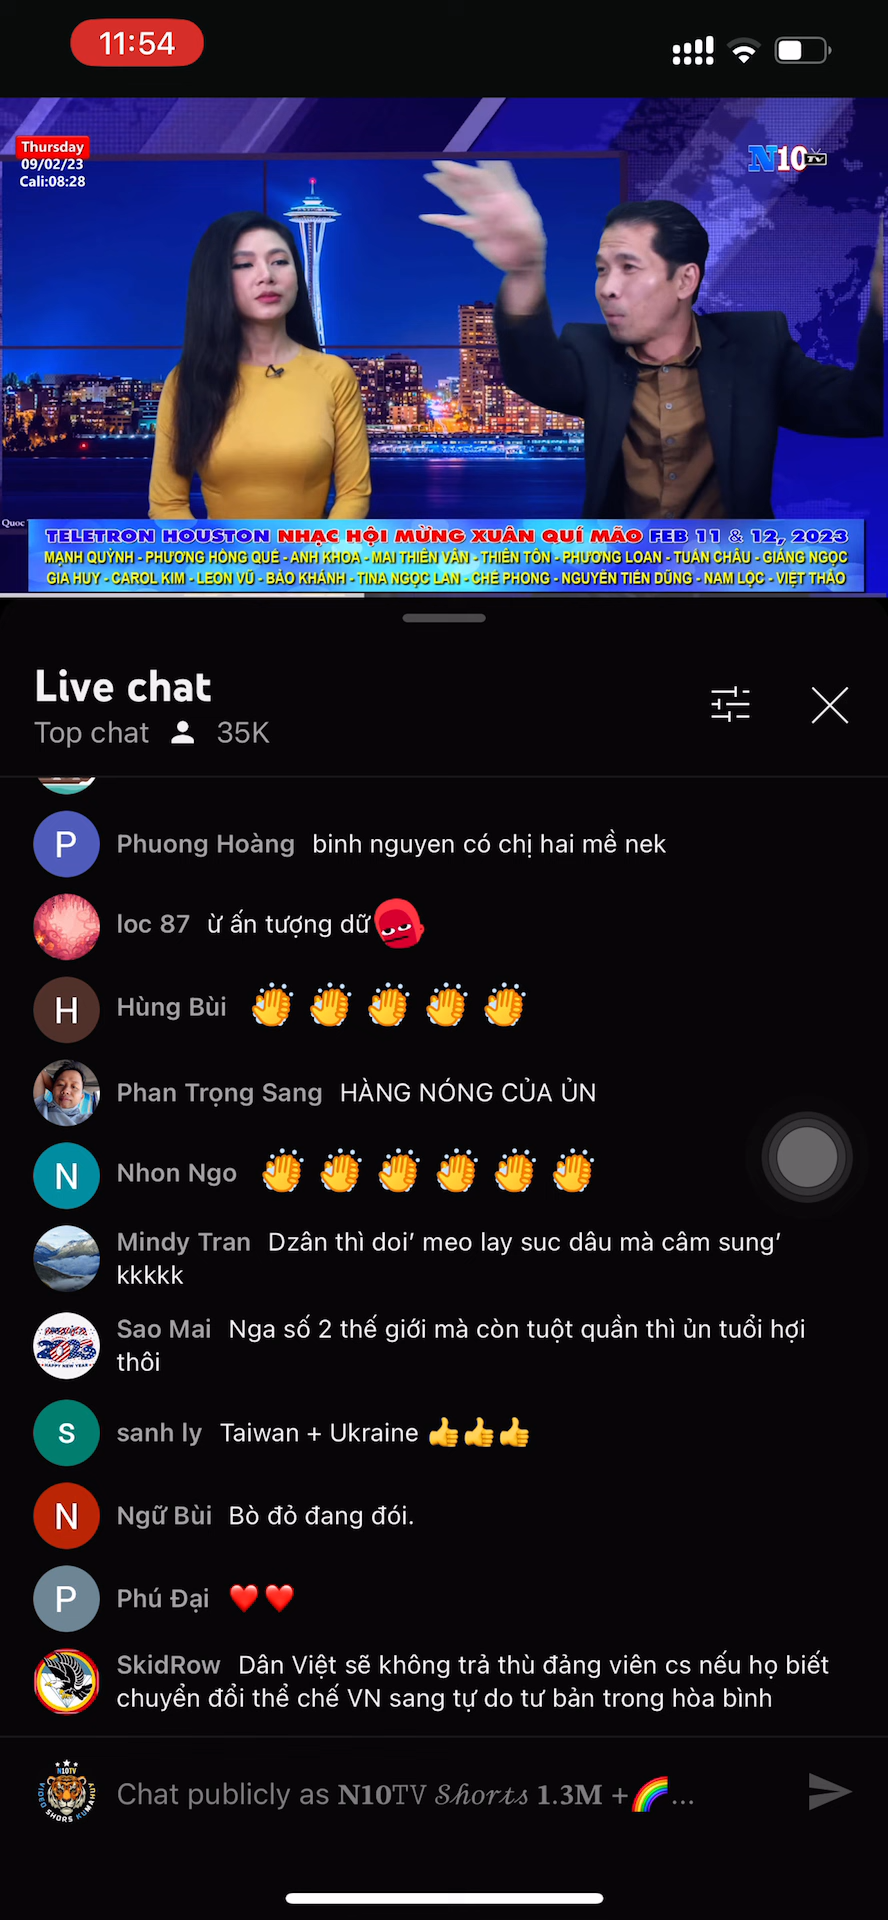 11:54
Thursday
09/02/23
Cali:08:28
N10 TV
Quoc
TELETRON HOUSTON NHẠC HỘI MỪNG XUÂN QUÍ MÃO FEB 11 & 12, 2023
MẠNH QUỲNH - PHƯƠNG HỒNG QUẾ - ANH KHOA - MAI THIÊN VÂN - THIÊN TÔN - PHƯƠNG LOAN - TUẤN CHÂU - GIÁNG NGỌC
GIA HUY - CAROL KIM - LEON VŨ - BẢO KHÁNH - TINA NGỌC LAN - CHẾ PHONG - NGUYỄN TIẾN DŨNG - NAM LỘC - VIỆT THẢO
Live chat
Top chat 35K
P Phuong Hoàng binh nguyen có chị hai mề nek
loc 87 ừ ấn tượng dữ
H Hùng Bùi 👏 👏 👏 👏 👏
Phan Trọng Sang HÀNG NÓNG CỦA ỦN
N Nhon Ngo 👏 👏 👏 👏 👏 👏
Mindy Tran Dzân thì doi’ meo lay suc dâu mà câm sung’
kkkkk
Sao Mai Nga số 2 thế giới mà còn tuột quần thì ủn tuổi hợi
thôi
S sanh ly Taiwan + Ukraine 👍👍👍
N Ngữ Bùi Bò đỏ đang đói.
P Phú Đại ❤️❤️
SkidRow Dân Việt sẽ không trả thù đảng viên cs nếu họ biết
chuyển đổi thể chế VN sang tự do tư bản trong hòa bình
Chat publicly as N10TV Shorts 1.3M +🌈...